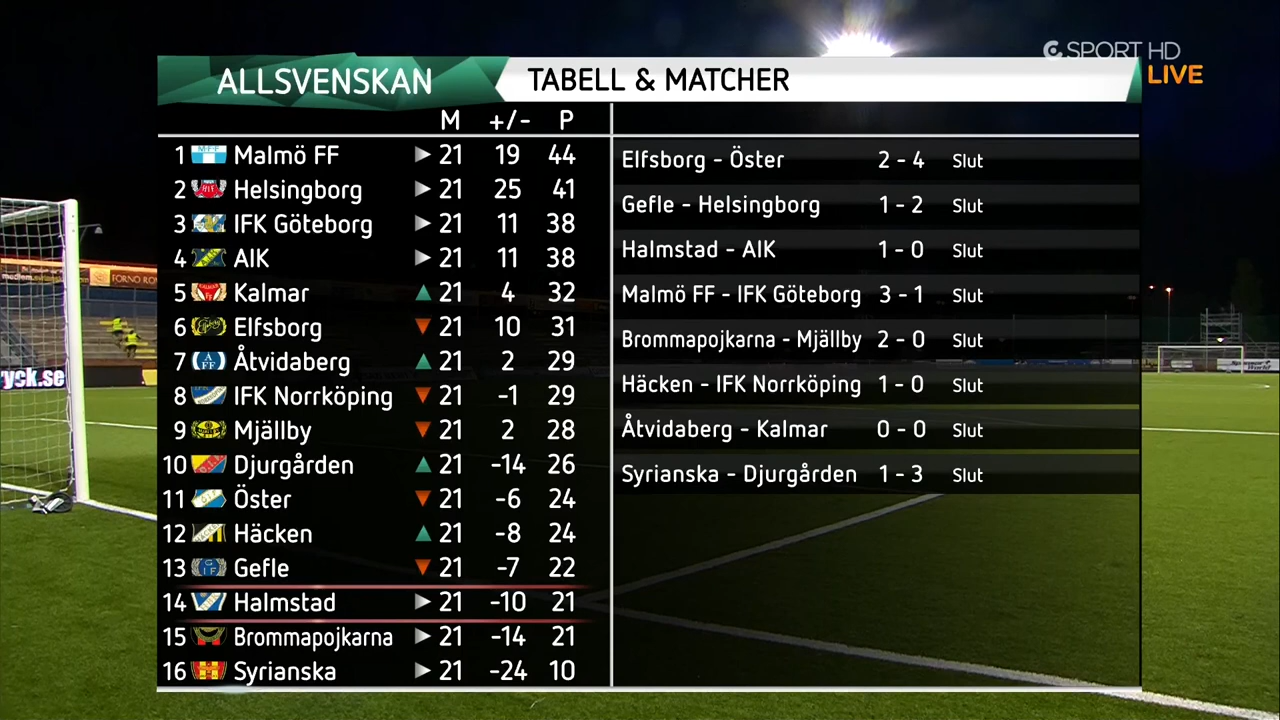 SPORT HD
LIVE
ALLSVENSKAN
TABELL & MATCHER
M +/- P
1 Malmö FF 21 19 44
2 Helsingborg 21 25 41
3 IFK Göteborg 21 11 38
4 AIK 21 11 38
5 Kalmar 21 4 32
6 Elfsborg 21 10 31
7 Åtvidaberg 21 2 29
8 IFK Norrköping 21 -1 29
9 Mjällby 21 2 28
10 Djurgården 21 -14 26
11 Öster 21 -6 24
12 Häcken 21 -8 24
13 Gefle 21 -7 22
14 Halmstad 21 -10 21
15 Brommapojkarna 21 -14 21
16 Syrianska 21 -24 10
Elfsborg - Öster 2 - 4 Slut
Gefle - Helsingborg 1 - 2 Slut
Halmstad - AIK 1 - 0 Slut
Malmö FF - IFK Göteborg 3 - 1 Slut
Brommapojkarna - Mjällby 2 - 0 Slut
Häcken - IFK Norrköping 1 - 0 Slut
Åtvidaberg - Kalmar 0 - 0 Slut
Syrianska - Djurgården 1 - 3 Slut
FORNO RO
ryck.se